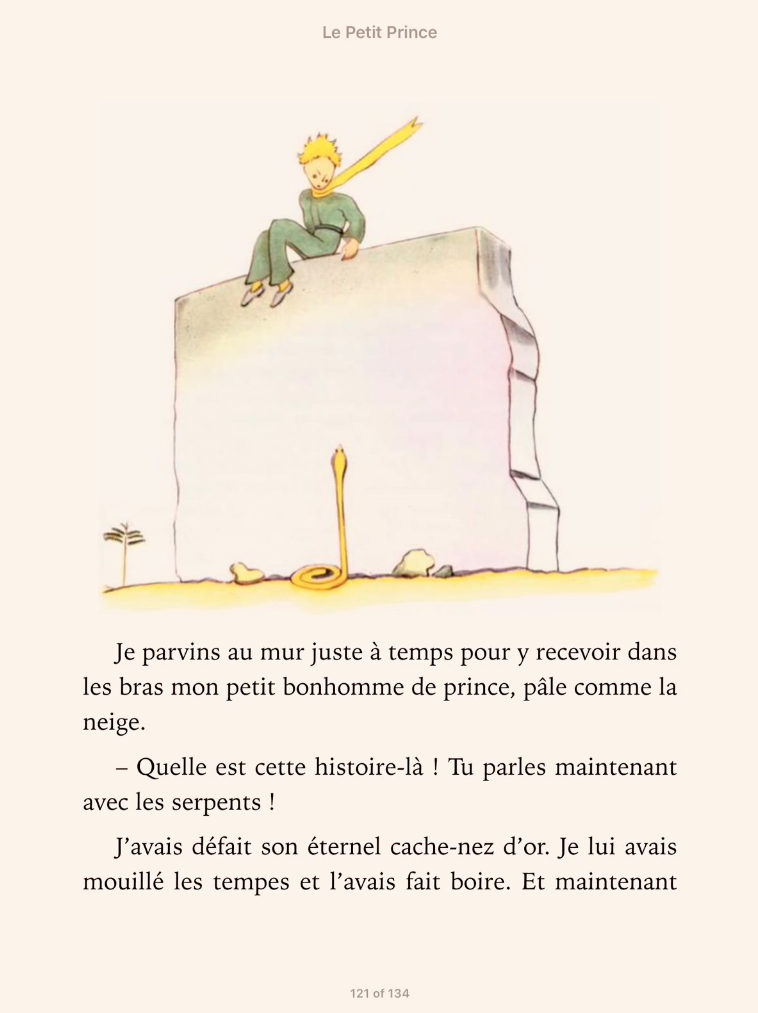 Le Petit Prince
Je parvins au mur juste à temps pour y recevoir dans
les bras mon petit bonhomme de prince, pâle comme la
neige.
– Quelle est cette histoire-là ! Tu parles maintenant
avec les serpents !
J’avais défait son éternel cache-nez d’or. Je lui avais
mouillé les tempes et l’avais fait boire. Et maintenant
121 of 134